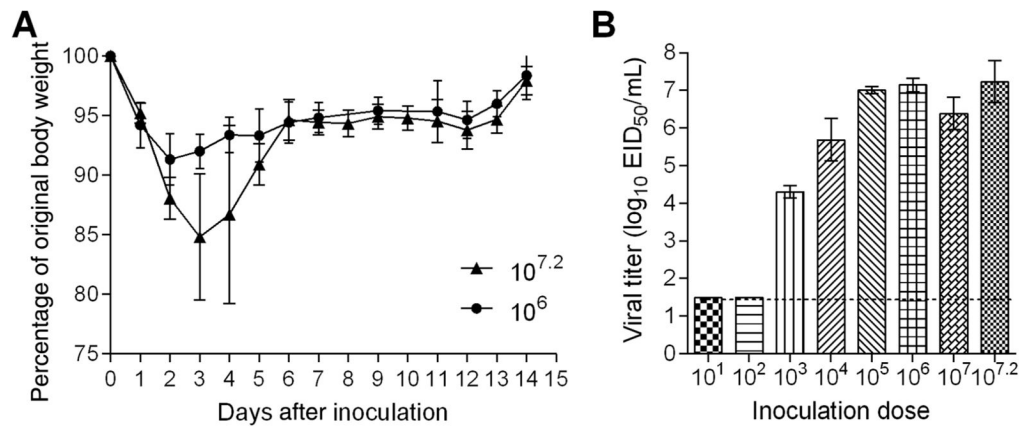 A
Percentage of original body weight
100
95
90
85
80
75
10^7.2
10^6
0 1 2 3 4 5 6 7 8 9 10 11 12 13 14 15
Days after inoculation
B
Viral titer (log10 EID50/mL)
8
7
6
5
4
3
2
1
0
10^1 10^2 10^3 10^4 10^5 10^6 10^7 10^7.2
Inoculation dose